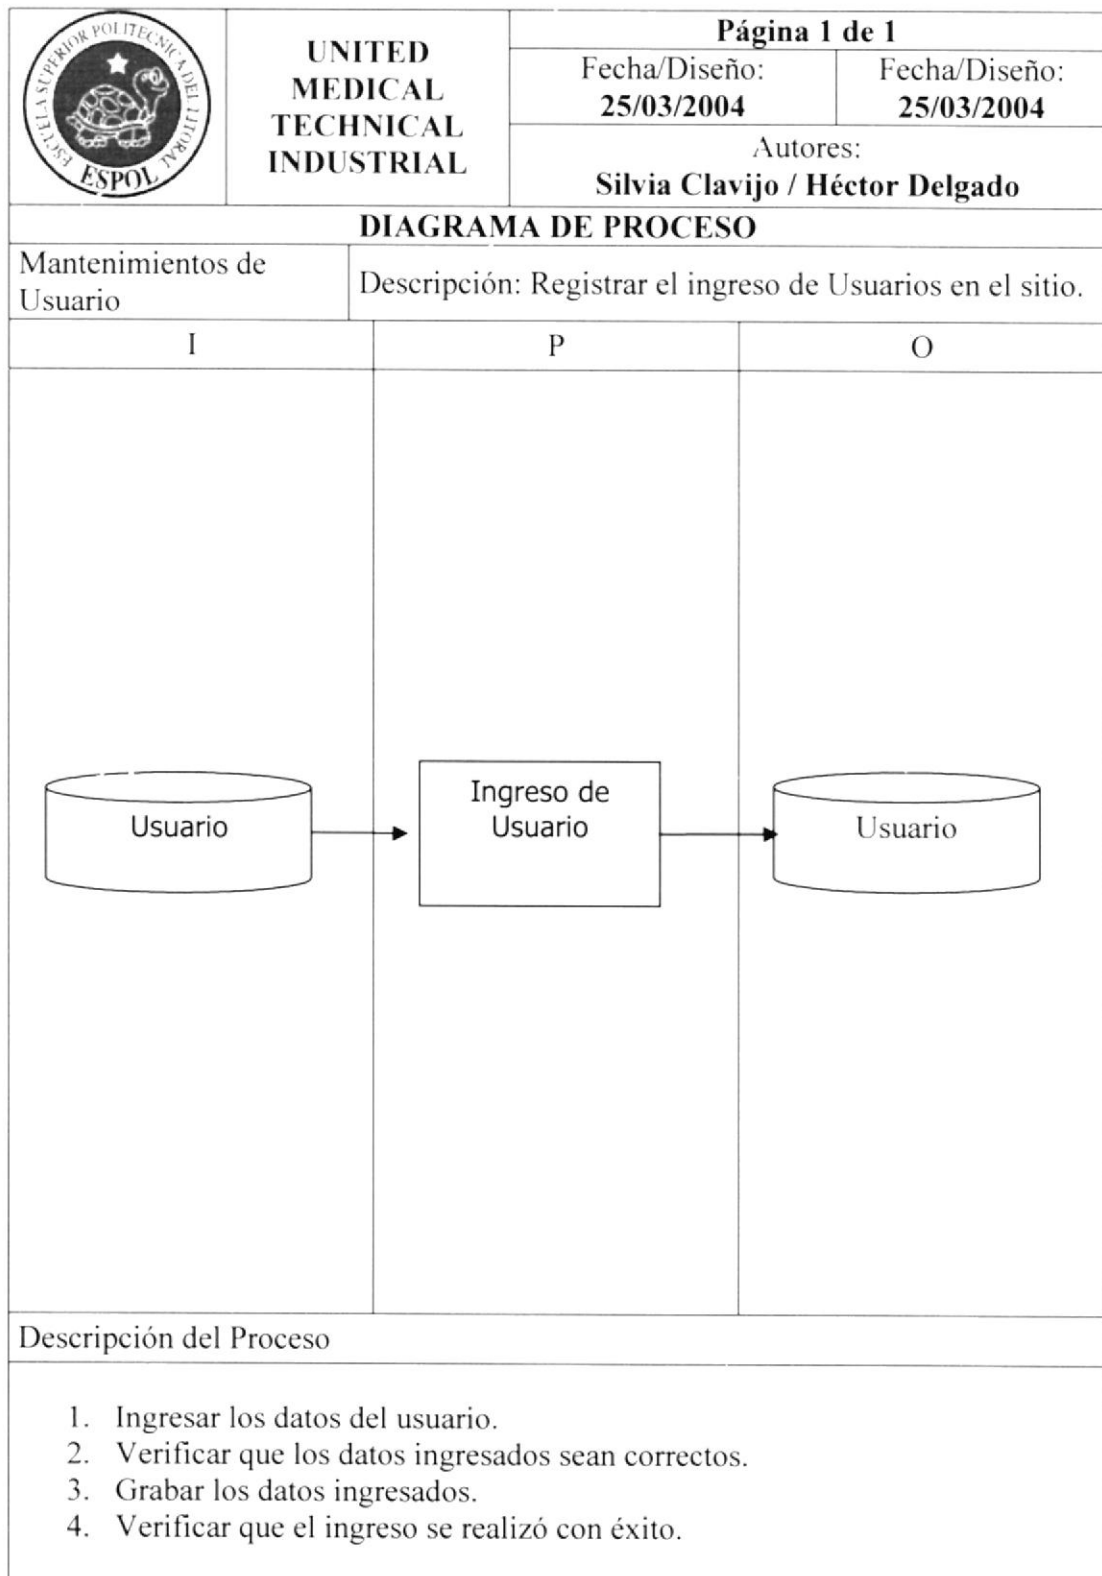 ESCUELA SUPERIOR POLITECNICA DEL LITORAL
ESPOL
UNITED
MEDICAL
TECHNICAL
INDUSTRIAL
Página 1 de 1
Fecha/Diseño:
25/03/2004
Fecha/Diseño:
25/03/2004
Autores:
Silvia Clavijo / Héctor Delgado
DIAGRAMA DE PROCESO
Mantenimientos de
Usuario
Descripción: Registrar el ingreso de Usuarios en el sitio.
I
P
O
Usuario
Ingreso de
Usuario
Usuario
Descripción del Proceso
1. Ingresar los datos del usuario.
2. Verificar que los datos ingresados sean correctos.
3. Grabar los datos ingresados.
4. Verificar que el ingreso se realizó con éxito.